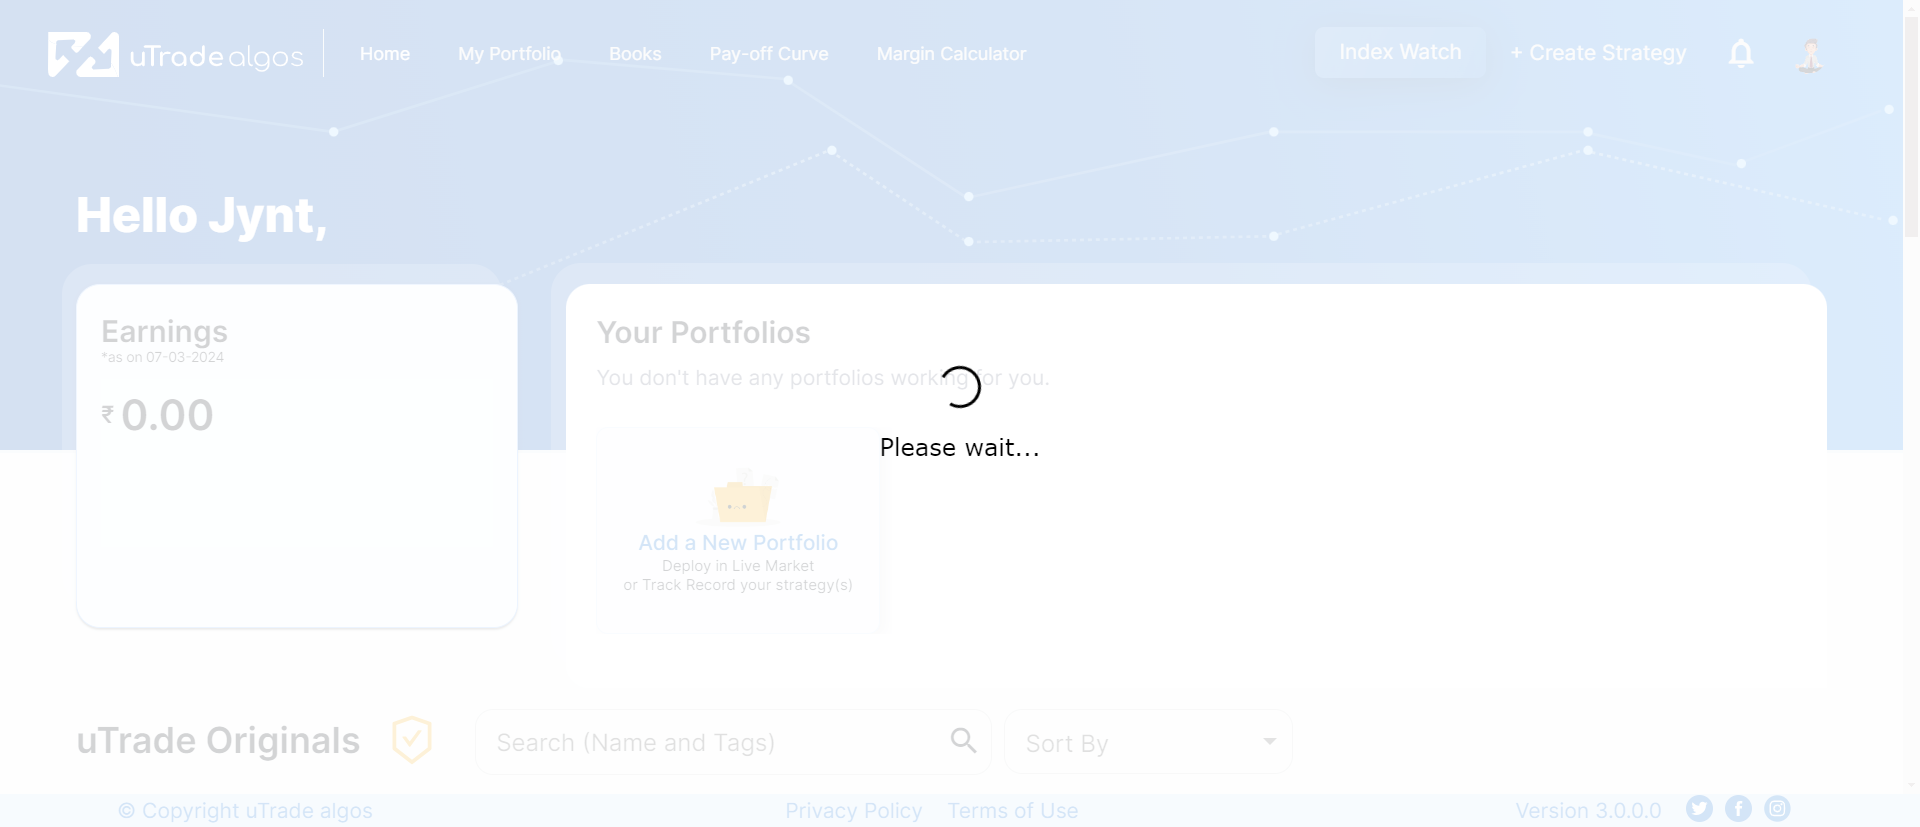 uTrade algos
Home
My Portfolio
Books
Pay-off Curve
Margin Calculator
Index Watch
+ Create Strategy
Hello Jynt,
Earnings
*as on 07-03-2024
₹ 0.00
Your Portfolios
You don't have any portfolios working for you.
Please wait...
Add a New Portfolio
Deploy in Live Market
or Track Record your strategy(s)
uTrade Originals
Search (Name and Tags)
Sort By
© Copyright uTrade algos
Privacy Policy
Terms of Use
Version 3.0.0.0